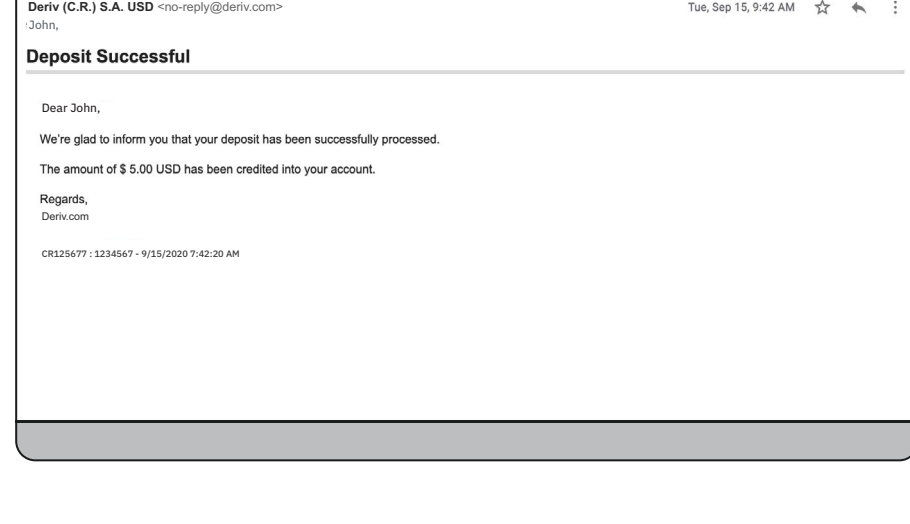 Deriv (C.R.) S.A. USD <no-reply@deriv.com> Tue, Sep 15, 9:42 AM
John,
Deposit Successful
Dear John,
We're glad to inform you that your deposit has been successfully processed.
The amount of $ 5.00 USD has been credited into your account.
Regards,
Deriv.com
CR125677 : 1234567 - 9/15/2020 7:42:20 AM